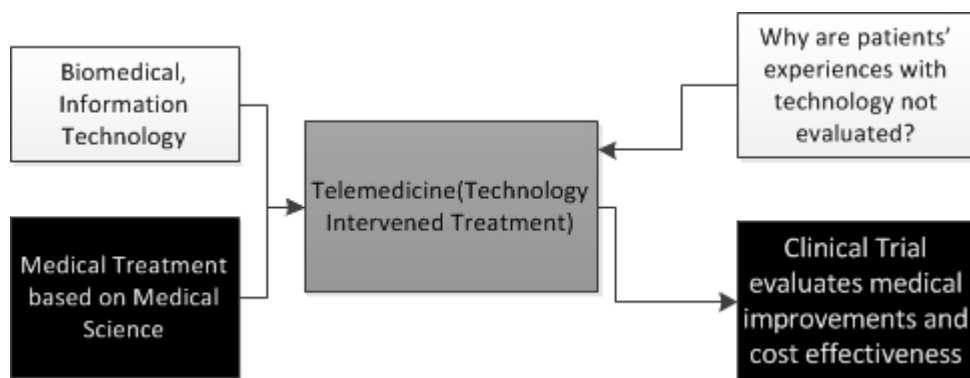 Biomedical,
Information
Technology
Medical Treatment
based on Medical
Science
Telemedicine(Technology
Intervened Treatment)
Why are patients’
experiences with
technology not
evaluated?
Clinical Trial
evaluates medical
improvements and
cost effectiveness